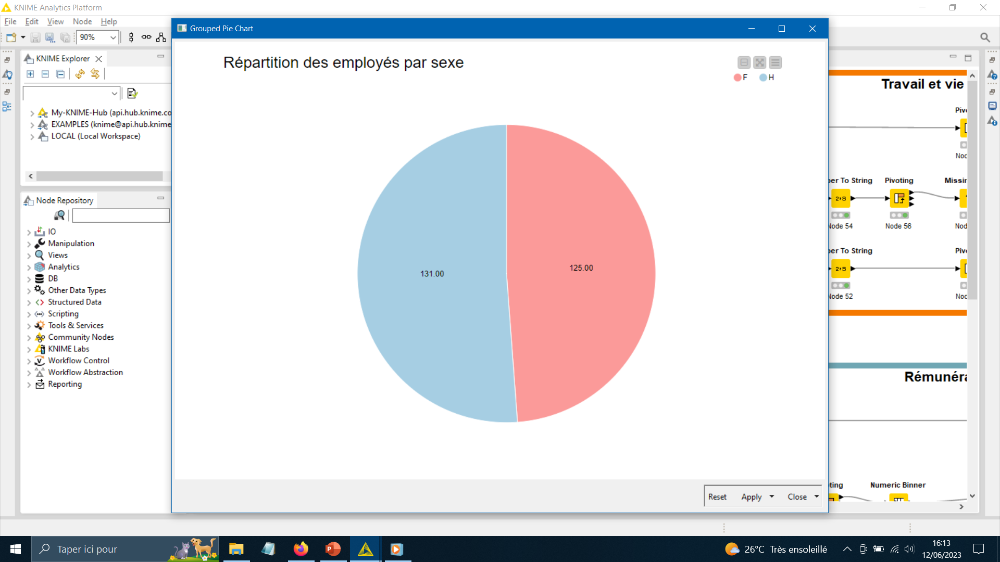 KNIME Analytics Platform
File Edit View Node Help
90%
Grouped Pie Chart
KNIME Explorer
My-KNIME-Hub (api.hub.knime.co
EXAMPLES (knime@api.hub.knime
LOCAL (Local Workspace)
Node Repository
IO
Manipulation
Views
Analytics
DB
Other Data Types
Structured Data
Scripting
Tools & Services
Community Nodes
KNIME Labs
Workflow Control
Workflow Abstraction
Reporting
Répartition des employés par sexe
F H
131.00
125.00
Reset Apply Close
Travail et vie
Pivo
Noc
ber To String Pivoting Missin
Node 54 Node 56 Nod
ber To String Pivo
Node 52 Noc
Rémunéra
ting Numeric Binner
Taper ici pour
26°C Très ensoleillé
16:13
12/06/2023